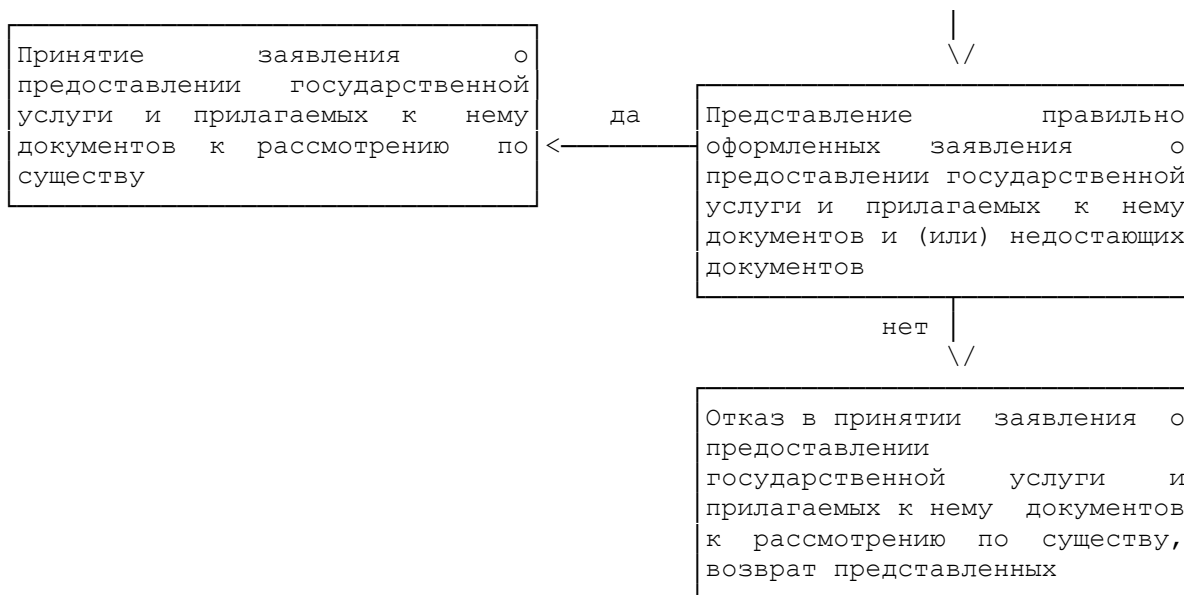 Принятие заявления о
предоставлении государственной
услуги и прилагаемых к нему
документов к рассмотрению по
существу
да
Представление правильно
оформленных заявления о
предоставлении государственной
услуги и прилагаемых к нему
документов и (или) недостающих
документов
нет
Отказ в принятии заявления о
предоставлении
государственной услуги и
прилагаемых к нему документов
к рассмотрению по существу,
возврат представленных